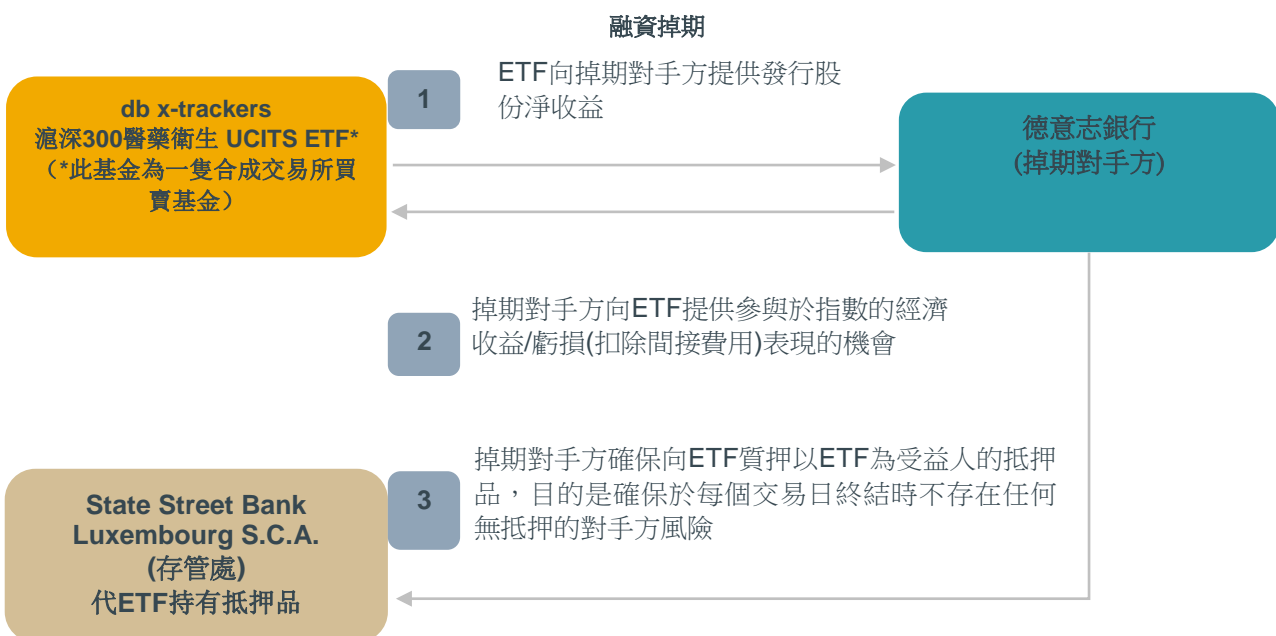 融資掉期
db x-trackers
滬深300醫藥衛生 UCITS ETF*
（*此基金為一隻合成交易所買
賣基金）
1
ETF向掉期對手方提供發行股
份淨收益
德意志銀行
(掉期對手方)
2
掉期對手方向ETF提供參與於指數的經濟
收益/虧損(扣除間接費用)表現的機會
3
掉期對手方確保向ETF質押以ETF為受益人的抵押
品，目的是確保於每個交易日終結時不存在任何
無抵押的對手方風險
State Street Bank
Luxembourg S.C.A.
(存管處)
代ETF持有抵押品